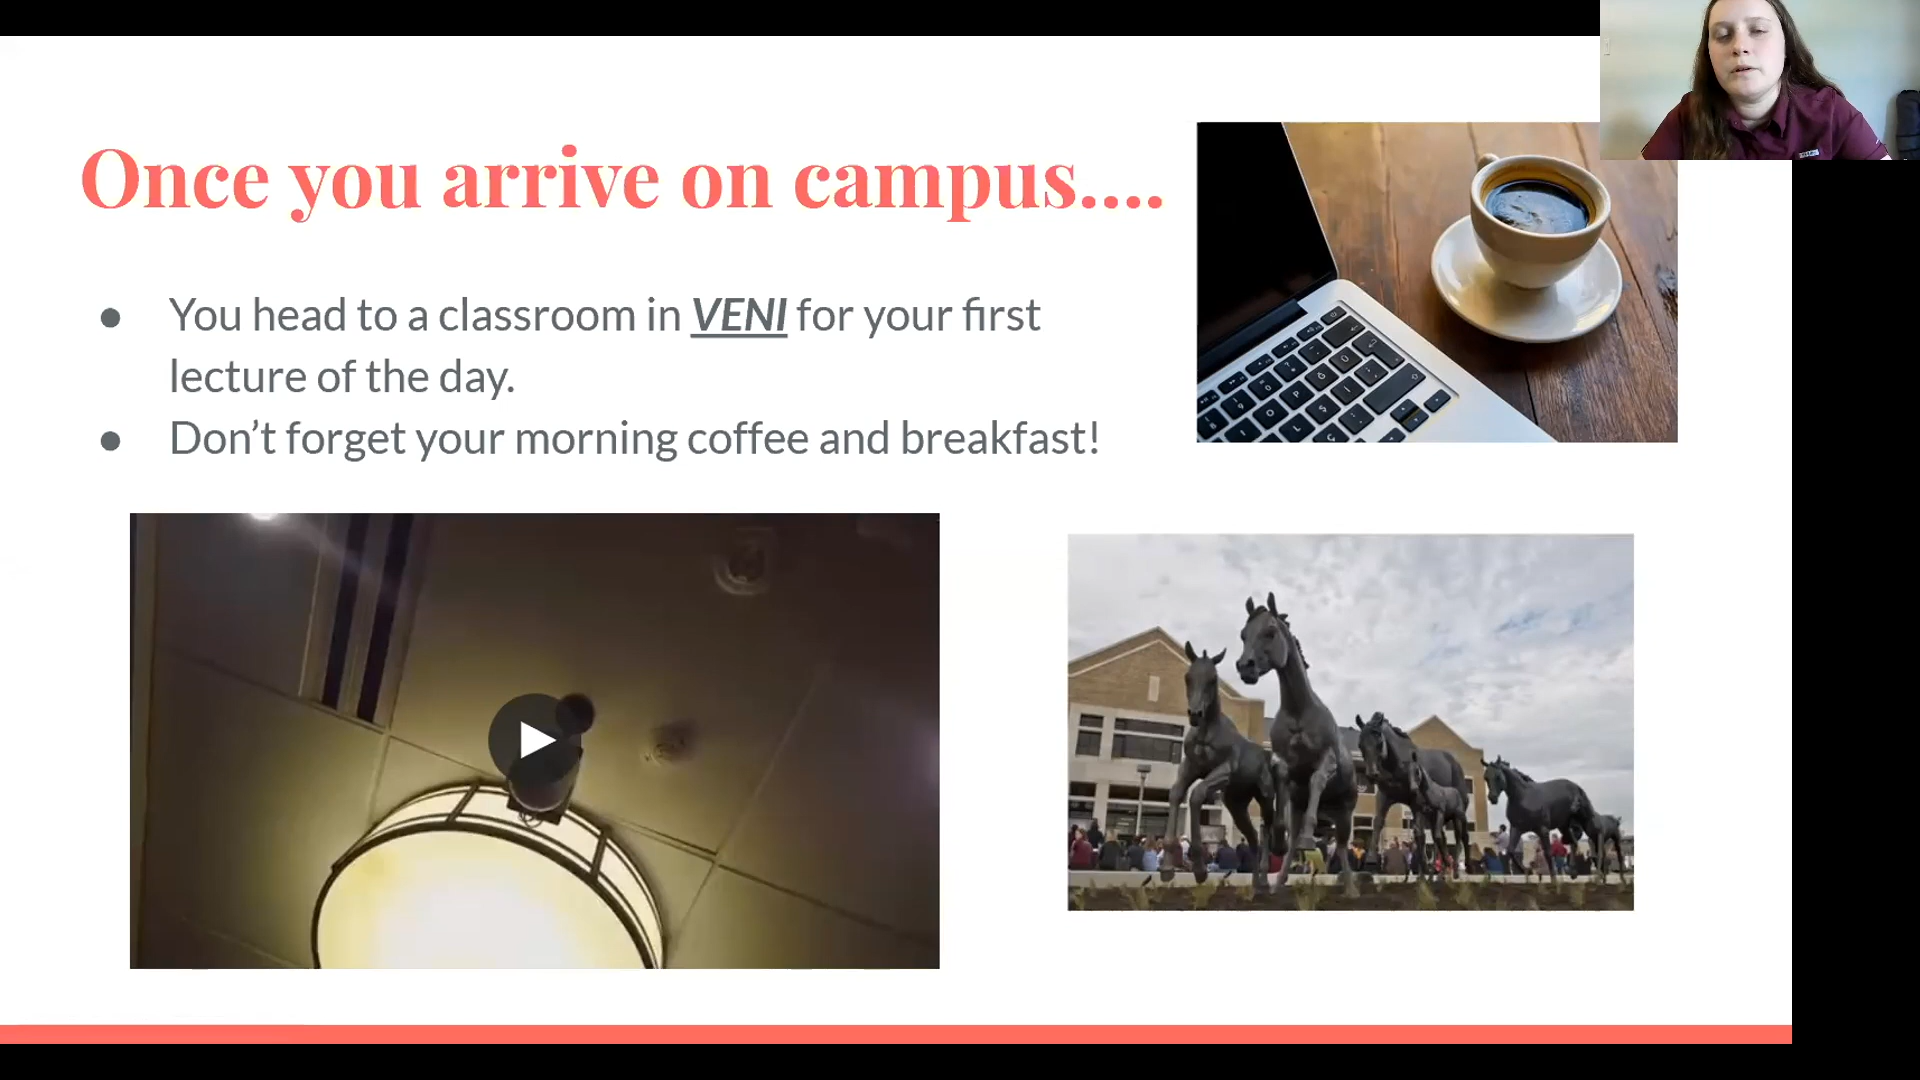 Once you arrive on campus....
● You head to a classroom in VENI for your first
lecture of the day.
● Don’t forget your morning coffee and breakfast!